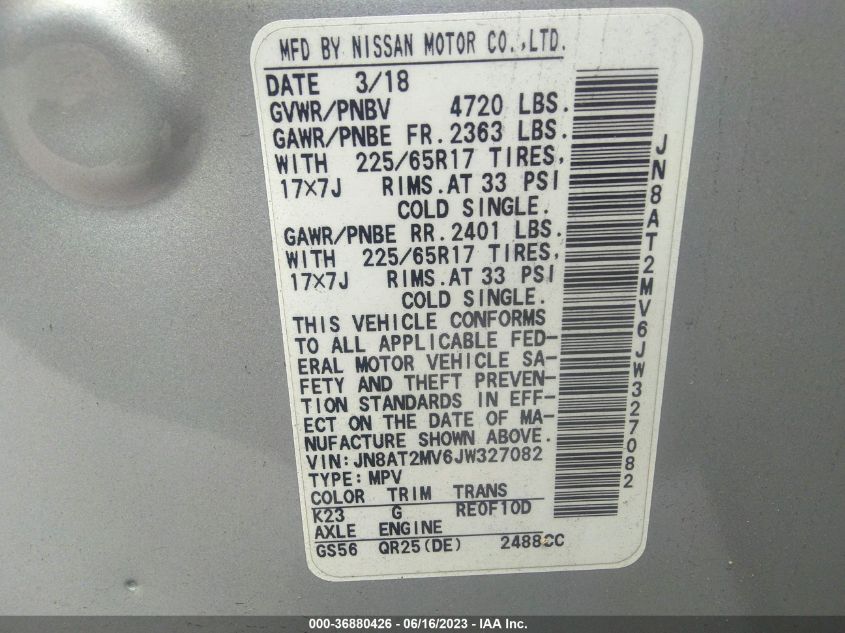 MFD BY NISSAN MOTOR CO.,LTD.
DATE 3/18
GVWR/PNBV 4720 LBS.
GAWR/PNBE FR.2363 LBS.
WITH 225/65R17 TIRES,
17×7J RIMS.AT 33 PSI
COLD SINGLE.
GAWR/PNBE RR.2401 LBS.
WITH 225/65R17 TIRES,
17×7J RIMS.AT 33 PSI
COLD SINGLE.
THIS VEHICLE CONFORMS
TO ALL APPLICABLE FED-
ERAL MOTOR VEHICLE SA-
FETY AND THEFT PREVEN-
TION STANDARDS IN EFF-
ECT ON THE DATE OF MA-
NUFACTURE SHOWN ABOVE.
VIN:JN8AT2MV6JW327082
TYPE:MPV
COLOR TRIM TRANS
K23 G RE0F10D
AXLE ENGINE
GS56 QR25(DE) 2488CC
JN8AT2MV6JW327082
000-36880426 - 06/16/2023 - IAA Inc.